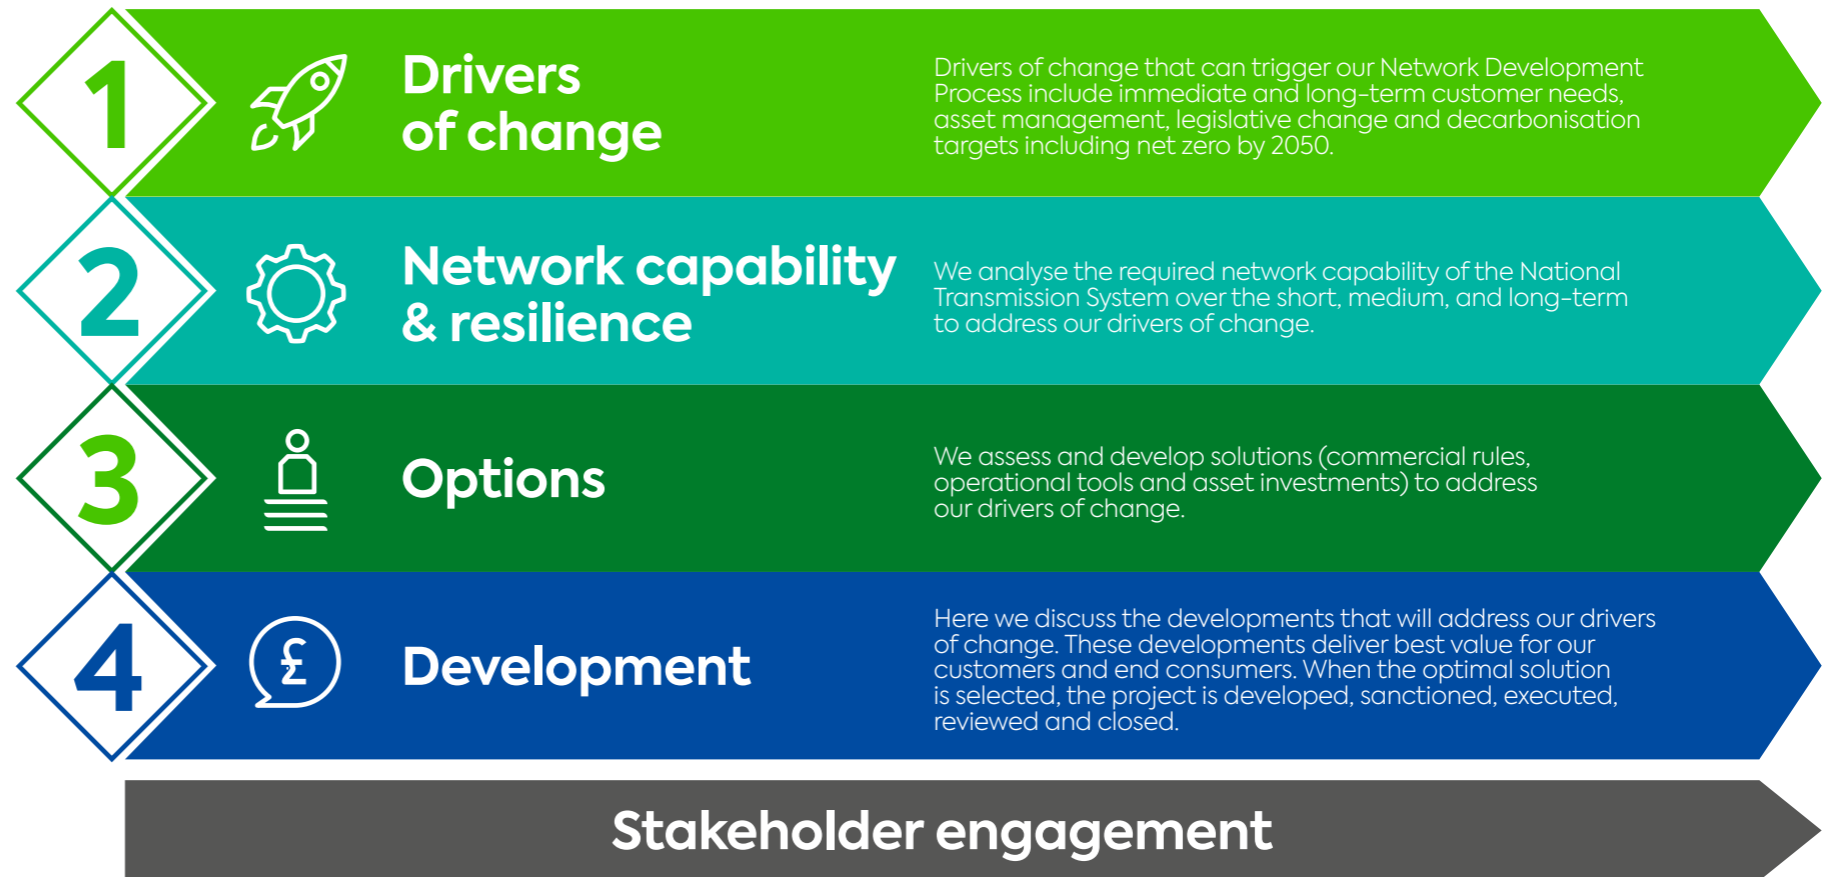 1
Drivers
of change
Drivers of change that can trigger our Network Development
Process include immediate and long-term customer needs,
asset management, legislative change and decarbonisation
targets including net zero by 2050.
2
Network capability
& resilience
We analyse the required network capability of the National
Transmission System over the short, medium, and long-term
to address our drivers of change.
3
Options
We assess and develop solutions (commercial rules,
operational tools and asset investments) to address
our drivers of change.
4
£
Development
Here we discuss the developments that will address our drivers
of change. These developments deliver best value for our
customers and end consumers. When the optimal solution
is selected, the project is developed, sanctioned, executed,
reviewed and closed.
Stakeholder engagement